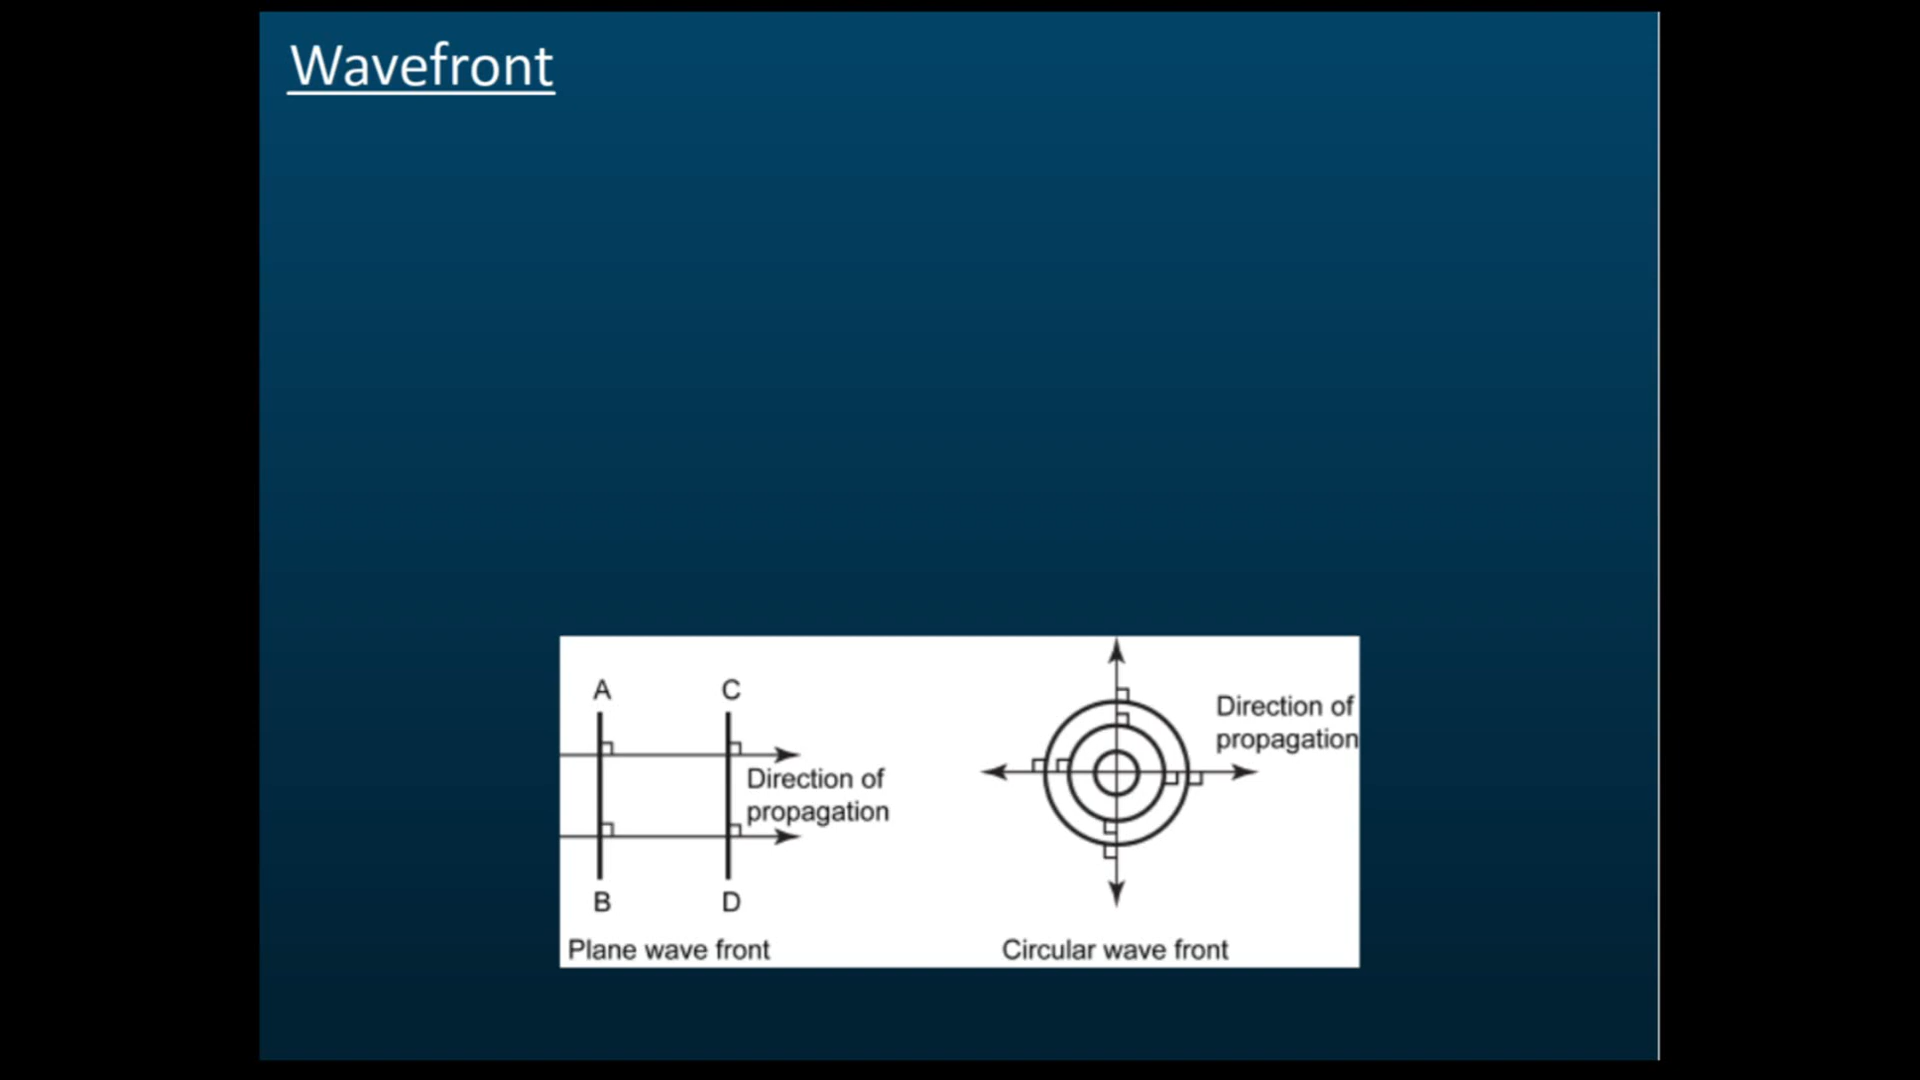 Wavefront
A
C
Direction of
propagation
B
D
Plane wave front
Direction of
propagation
Circular wave front